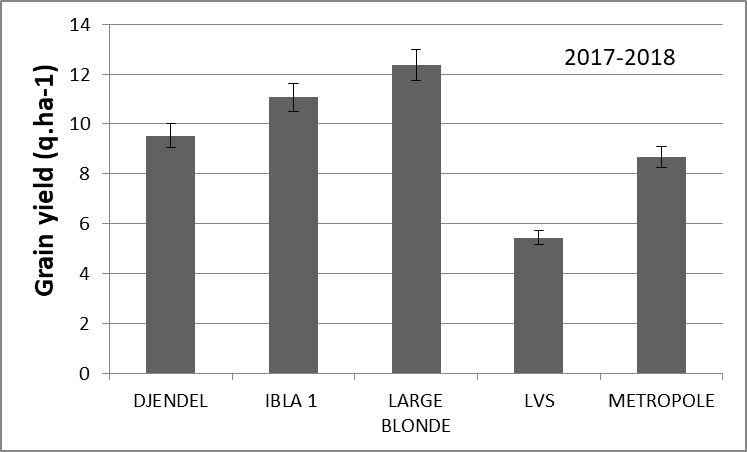 Grain yield (q.ha-1)
14
12
10
8
6
4
2
0
2017-2018
DJENDEL
IBLA 1
LARGE
BLONDE
LVS
METROPOLE